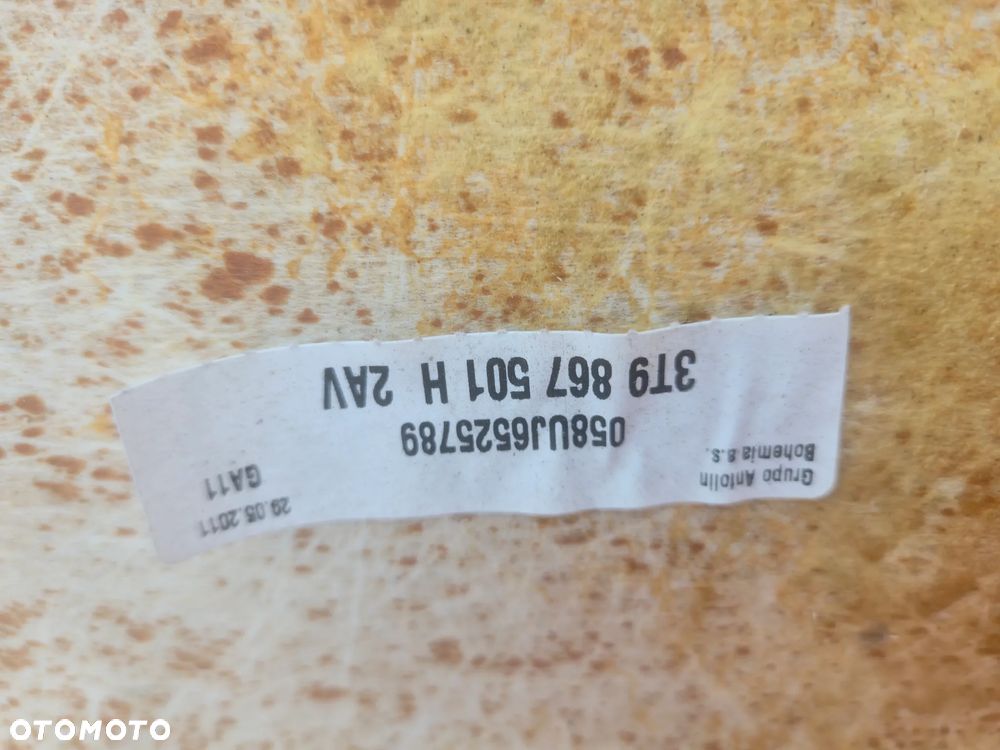 Grupo Antolin
Bohemia a.s.
29.05.2011
GA11
058UJ6525789
3T9 867 501 H 2AV
OTOMOTO